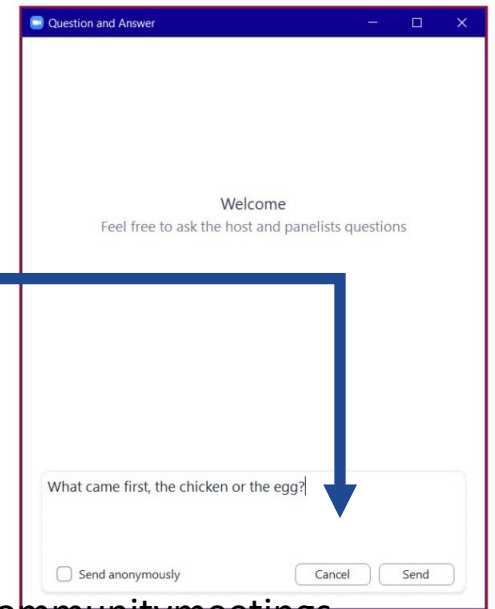 Question and Answer
Welcome
Feel free to ask the host and panelists questions
What came first, the chicken or the egg?
Send anonymously Cancel Send